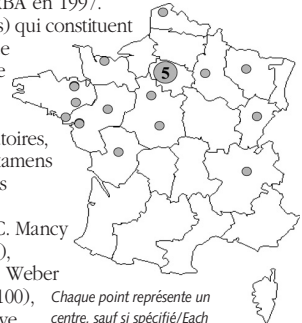 RBA en 1997.
s) qui constituent
e
e
toires,
amens
s
C. Mancy
),
Weber
100),
ve
5
Chaque point représente un
centre, sauf si spécifié/Each